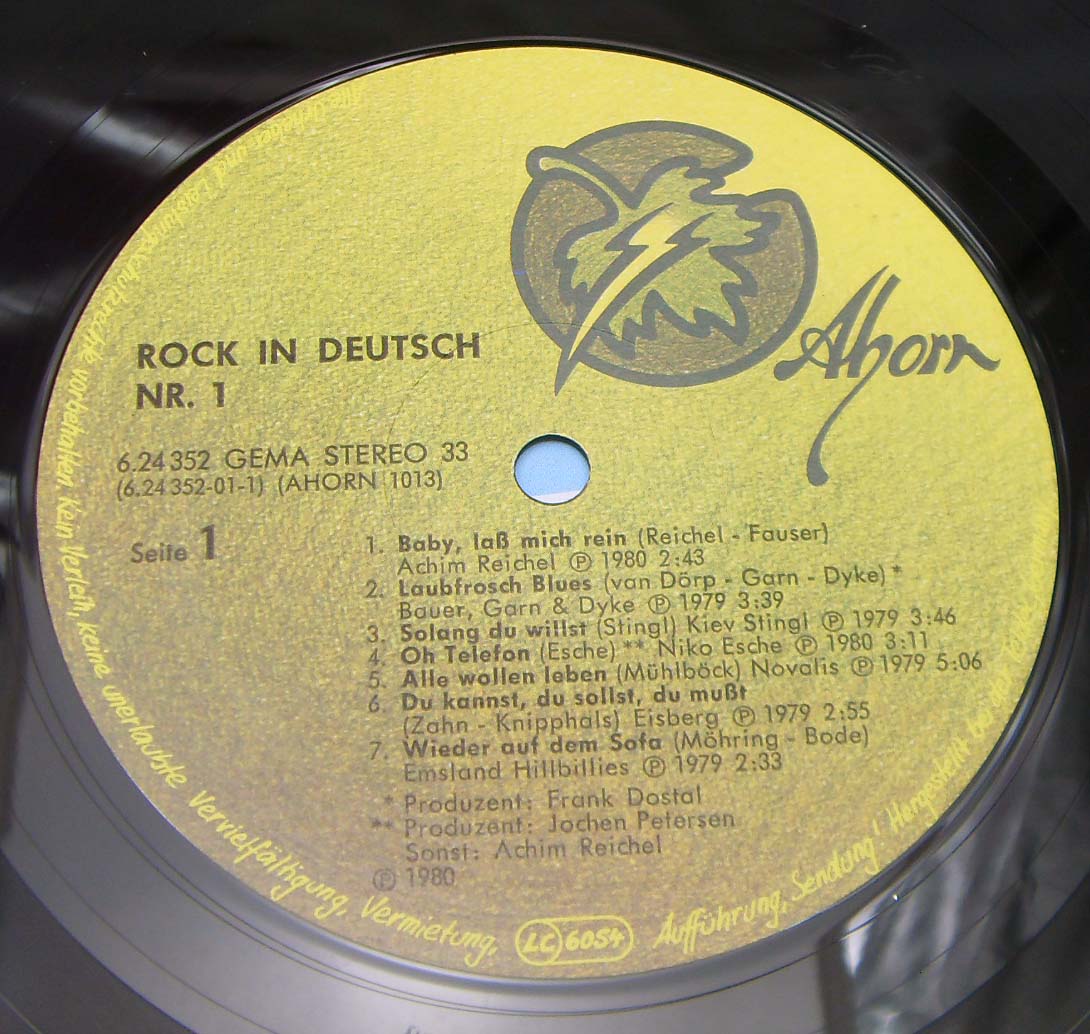 Ahorn
ROCK IN DEUTSCH
NR. 1
6.24 352 GEMA STEREO 33
(6.24 352-01-1) (AHORN 1013)
Seite 1
1. Baby, laß mich rein (Reichel - Fauser)
Achim Reichel ℗ 1980 2:43
2. Laubfrosch Blues (van Dörp - Garn - Dyke) *
Bauer, Garn & Dyke ℗ 1979 3:39
3. Solang du willst (Stingl) Kiev Stingl ℗ 1979 3:46
4. Oh Telefon (Esche) ** Niko Esche ℗ 1980 3:11
5. Alle wollen leben (Mühlböck) Novalis ℗ 1979 5:06
6. Du kannst, du sollst, du mußt
(Zahn - Knipphals) Eisberg ℗ 1979 2:55
7. Wieder auf dem Sofa (Möhring - Bode)
Emsland Hillbillies ℗ 1979 2:33
* Produzent: Frank Dostal
** Produzent: Jochen Petersen
Sonst: Achim Reichel
℗ 1980
Alle Urheber und Leistungsschutzrechte vorbehalten Kein Verleih, keine unerlaubte Vervielfältigung, Vermietung, Aufführung, Sendung! Hergestellt bei der
LC 6054